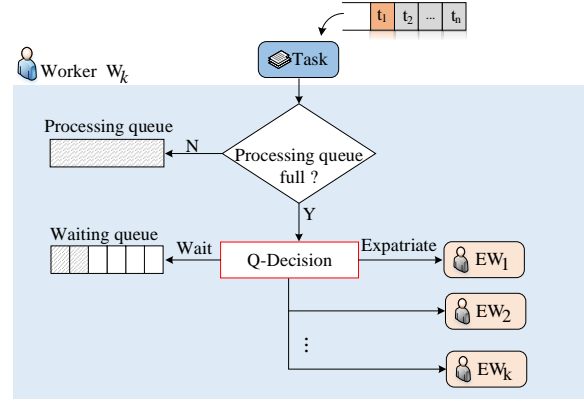 t1 t2 ... tn
Task
Worker Wk
Processing queue
N
Processing queue
full ?
Y
Waiting queue
Wait
Q-Decision
Expatriate
EW1
EW2
⋮
EWk